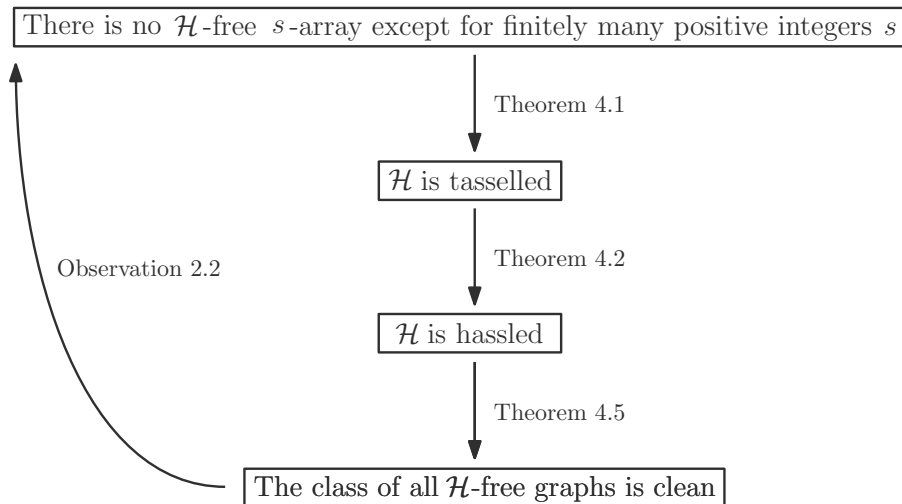 There is no 𝓗-free s-array except for finitely many positive integers s
Theorem 4.1
𝓗 is tasselled
Theorem 4.2
Observation 2.2
𝓗 is hassled
Theorem 4.5
The class of all 𝓗-free graphs is clean